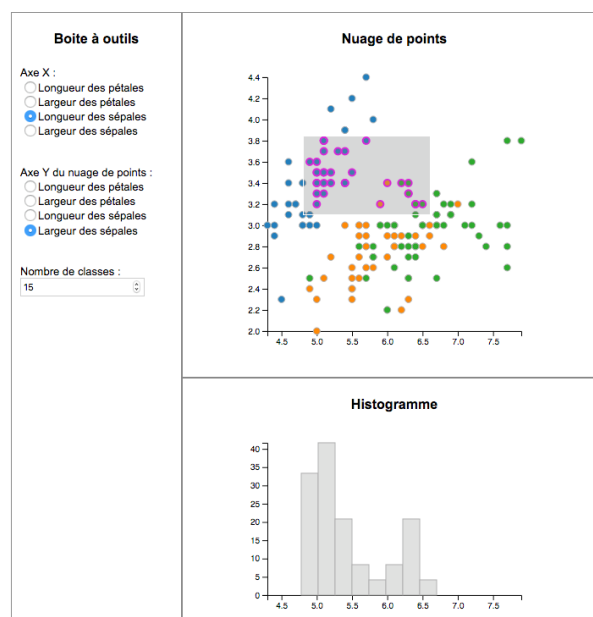 Boite à outils
Axe X :
Longueur des pétales
Largeur des pétales
Longueur des sépales
Largeur des sépales
Axe Y du nuage de points :
Longueur des pétales
Largeur des pétales
Longueur des sépales
Largeur des sépales
Nombre de classes :
15
Nuage de points
4.4
4.2
4.0
3.8
3.6
3.4
3.2
3.0
2.8
2.6
2.4
2.2
2.0
4.5 5.0 5.5 6.0 6.5 7.0 7.5
Histogramme
40
35
30
25
20
15
10
5
0
4.5 5.0 5.5 6.0 6.5 7.0 7.5